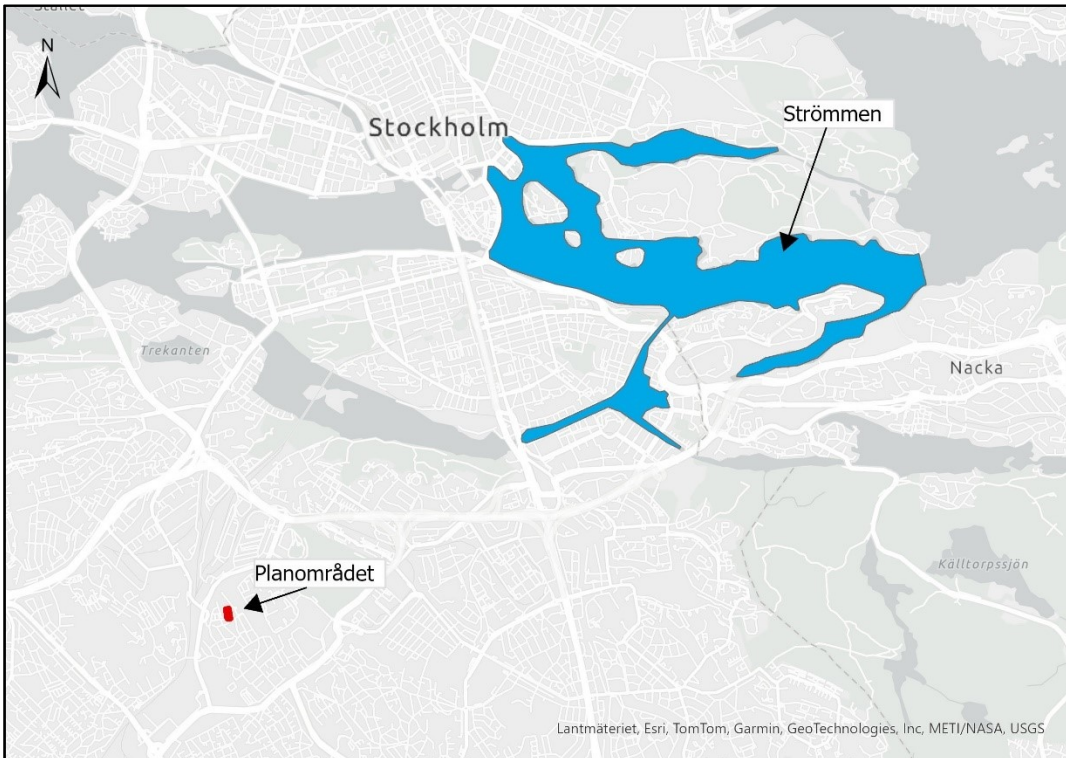 N
Stockholm
Strömmen
Trekanten
Nacka
Källtorpssjön
Planområdet
Lantmäteriet, Esri, TomTom, Garmin, GeoTechnologies, Inc, METI/NASA, USGS